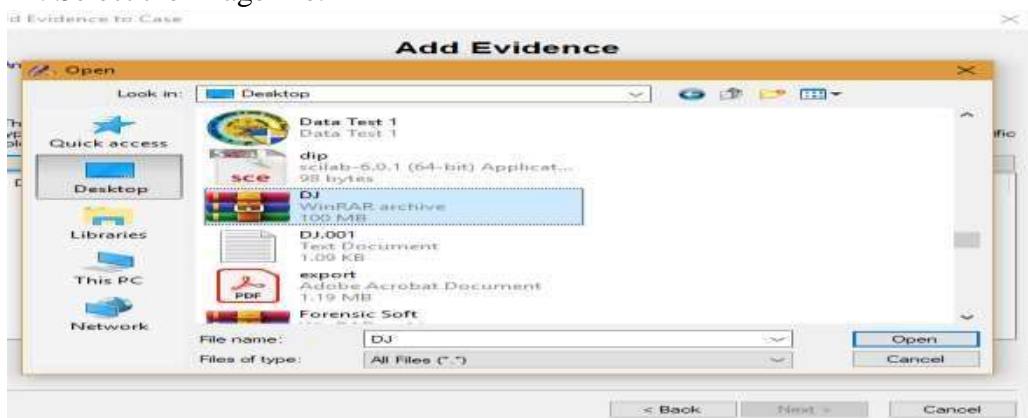 d Evidence to Case
Add Evidence
Open
Look in: Desktop
Quick access
Desktop
Libraries
This PC
Network
Data Test 1
Data Test 1
dip
scilab-6.0.1 (64-bit) Applicat...
98 bytes
sce
DJ
WinRAR archive
100 MB
DJ.001
Text Document
1.09 KB
export
Adobe Acrobat Document
1.19 MB
PDF
Forensic Soft
File name: DJ
Open
Files of type: All Files (*.*)
Cancel
< Back
Next >
Cancel